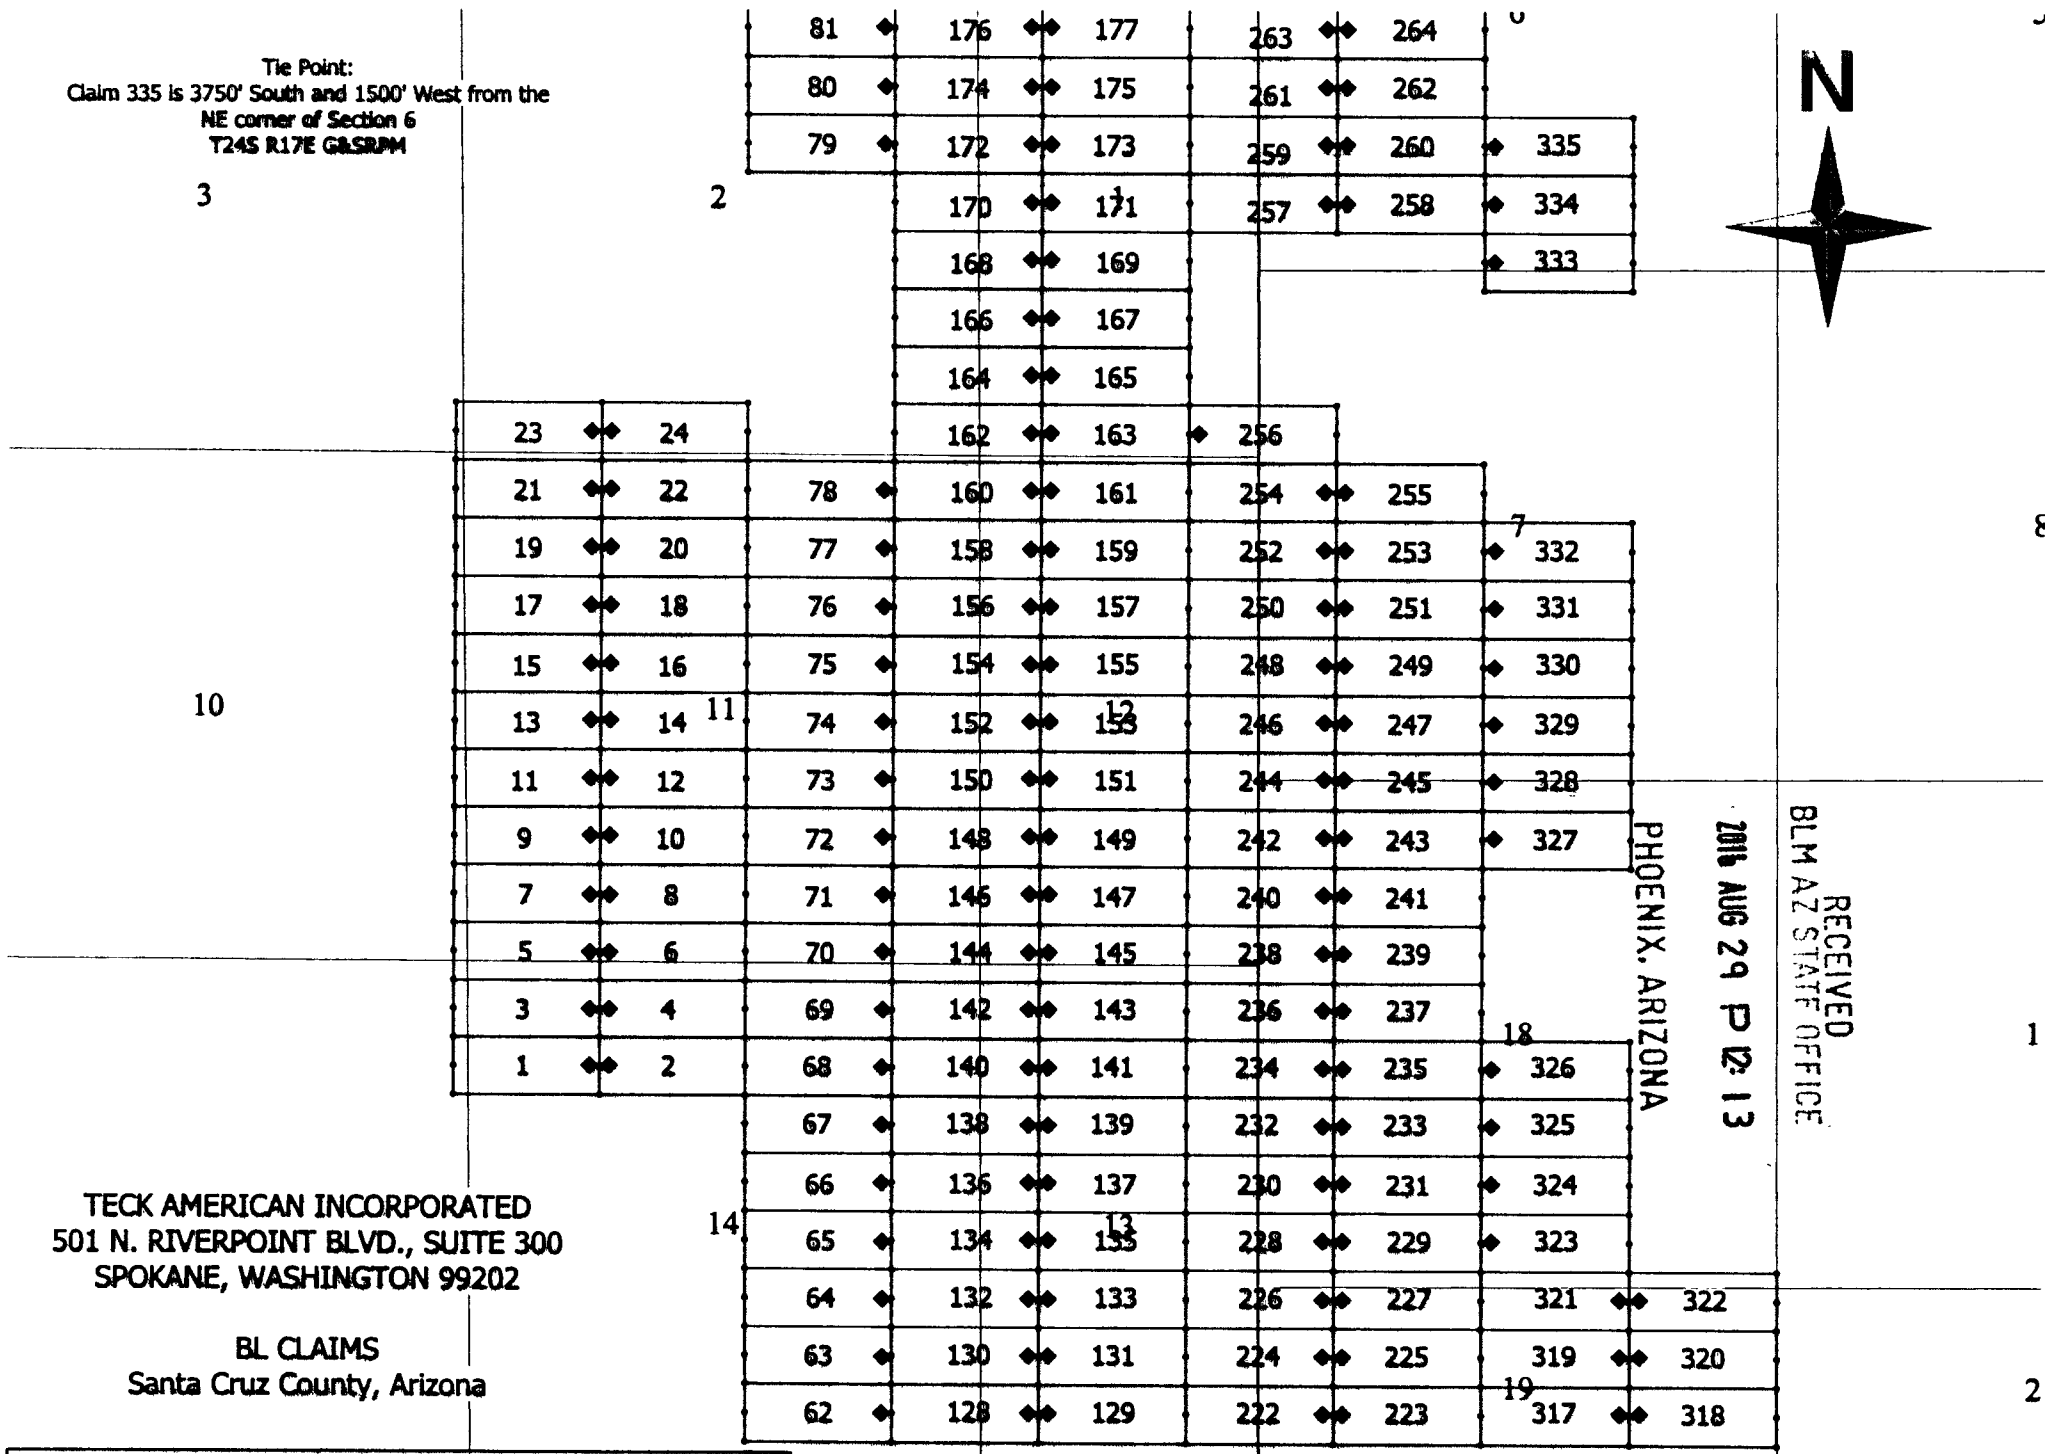 81 176 177 263 264
Tie Point:
Claim 335 is 3750' South and 1500' West from the
NE corner of Section 6
T24S R17E G&SRPM
N
80 174 175 261 262
79 172 173 259 260 335
3 2 1
170 171 257 258 334
168 169 333
166 167
164 165
23 24 162 163 256
21 22 78 160 161 254 255
7 8
19 20 77 158 159 252 253 332
17 18 76 156 157 250 251 331
15 16 75 154 155 248 249 330
10 11 12
13 14 74 152 153 246 247 329
11 12 73 150 151 244 245 328
9 10 72 148 149 242 243 327
7 8 71 146 147 240 241
5 6 70 144 145 238 239
3 4 69 142 143 236 237
18 1
1 2 68 140 141 234 235 326
67 138 139 232 233 325
66 136 137 230 231 324
14 13
65 134 135 228 229 323
64 132 133 226 227 321 322
63 130 131 224 225 319 320
19 2
62 128 129 222 223 317 318
RECEIVED
BLM AZ STATE OFFICE
AUG 29 P 12: 13
PHOENIX, ARIZONA
TECK AMERICAN INCORPORATED
501 N. RIVERPOINT BLVD., SUITE 300
SPOKANE, WASHINGTON 99202
BL CLAIMS
Santa Cruz County, Arizona